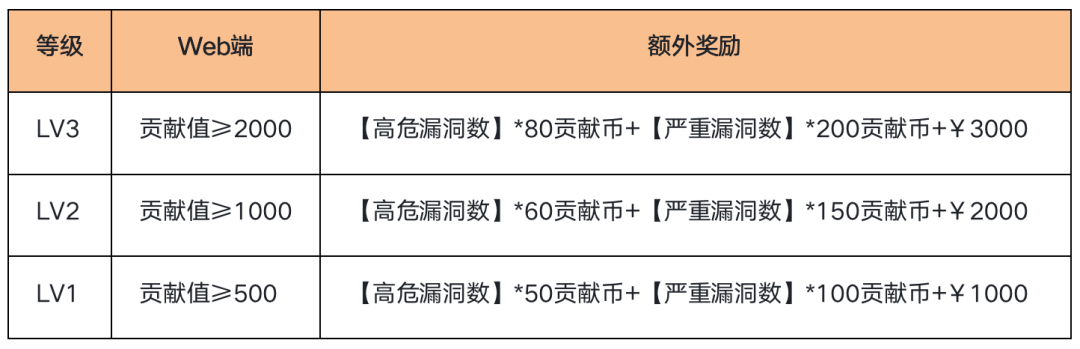 等级 Web端 额外奖励
LV3 贡献值≥2000 【高危漏洞数】*80贡献币+【严重漏洞数】*200贡献币+¥3000
LV2 贡献值≥1000 【高危漏洞数】*60贡献币+【严重漏洞数】*150贡献币+¥2000
LV1 贡献值≥500 【高危漏洞数】*50贡献币+【严重漏洞数】*100贡献币+¥1000